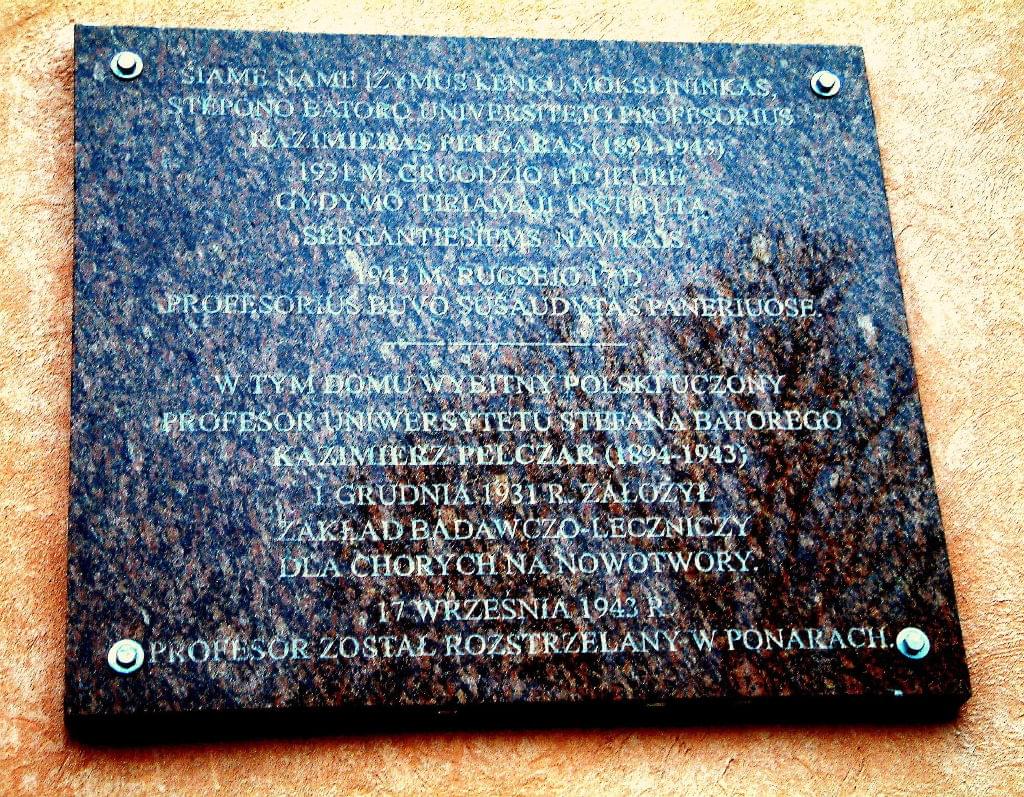 ŠIAME NAME IŽYMUS LENKŲ MOKSLININKAS,
STEPONO BATORO UNIVERSITETO PROFESORIUS
KAZIMIERAS PELČARAS (1894-1943)
1931 M. GRUODŽIO 1 D. ĮKŪRĖ
GYDYMO TIRIAMĄJĮ INSTITUTĄ
SERGANTIESIEMS NAVIKAIS.
1943 M. RUGSĖJO 17 D.
PROFESORIUS BUVO SUŠAUDYTAS PANERIUOSE.
W TYM DOMU WYBITNY POLSKI UCZONY
PROFESOR UNIWERSYTETU STEFANA BATOREGO
KAZIMIERZ PELCZAR (1894-1943)
1 GRUDNIA 1931 R. ZAŁOŻYŁ
ZAKŁAD BADAWCZO-LECZNICZY
DLA CHORYCH NA NOWOTWORY.
17 WRZEŚNIA 1943 R.
PROFESOR ZOSTAŁ ROZSTRZELANY W PONARACH.